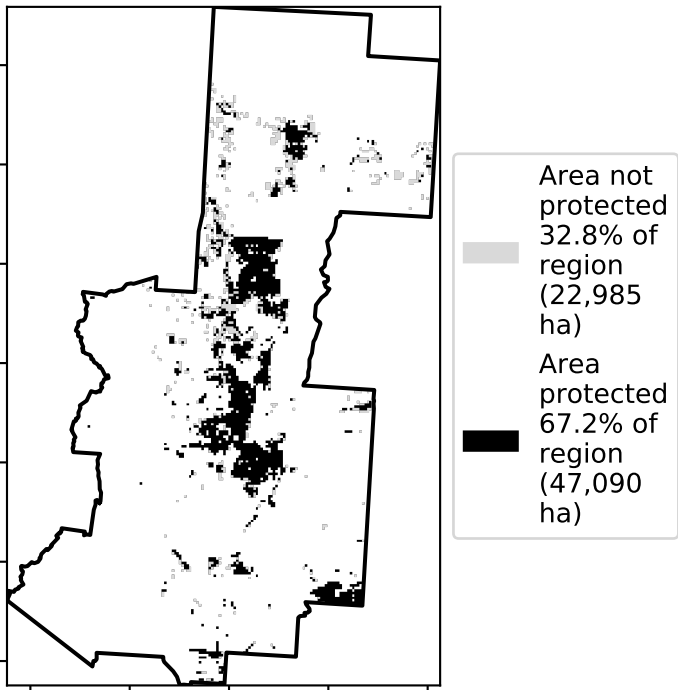 Area not
protected
32.8% of
region
(22,985
ha)
Area
protected
67.2% of
region
(47,090
ha)